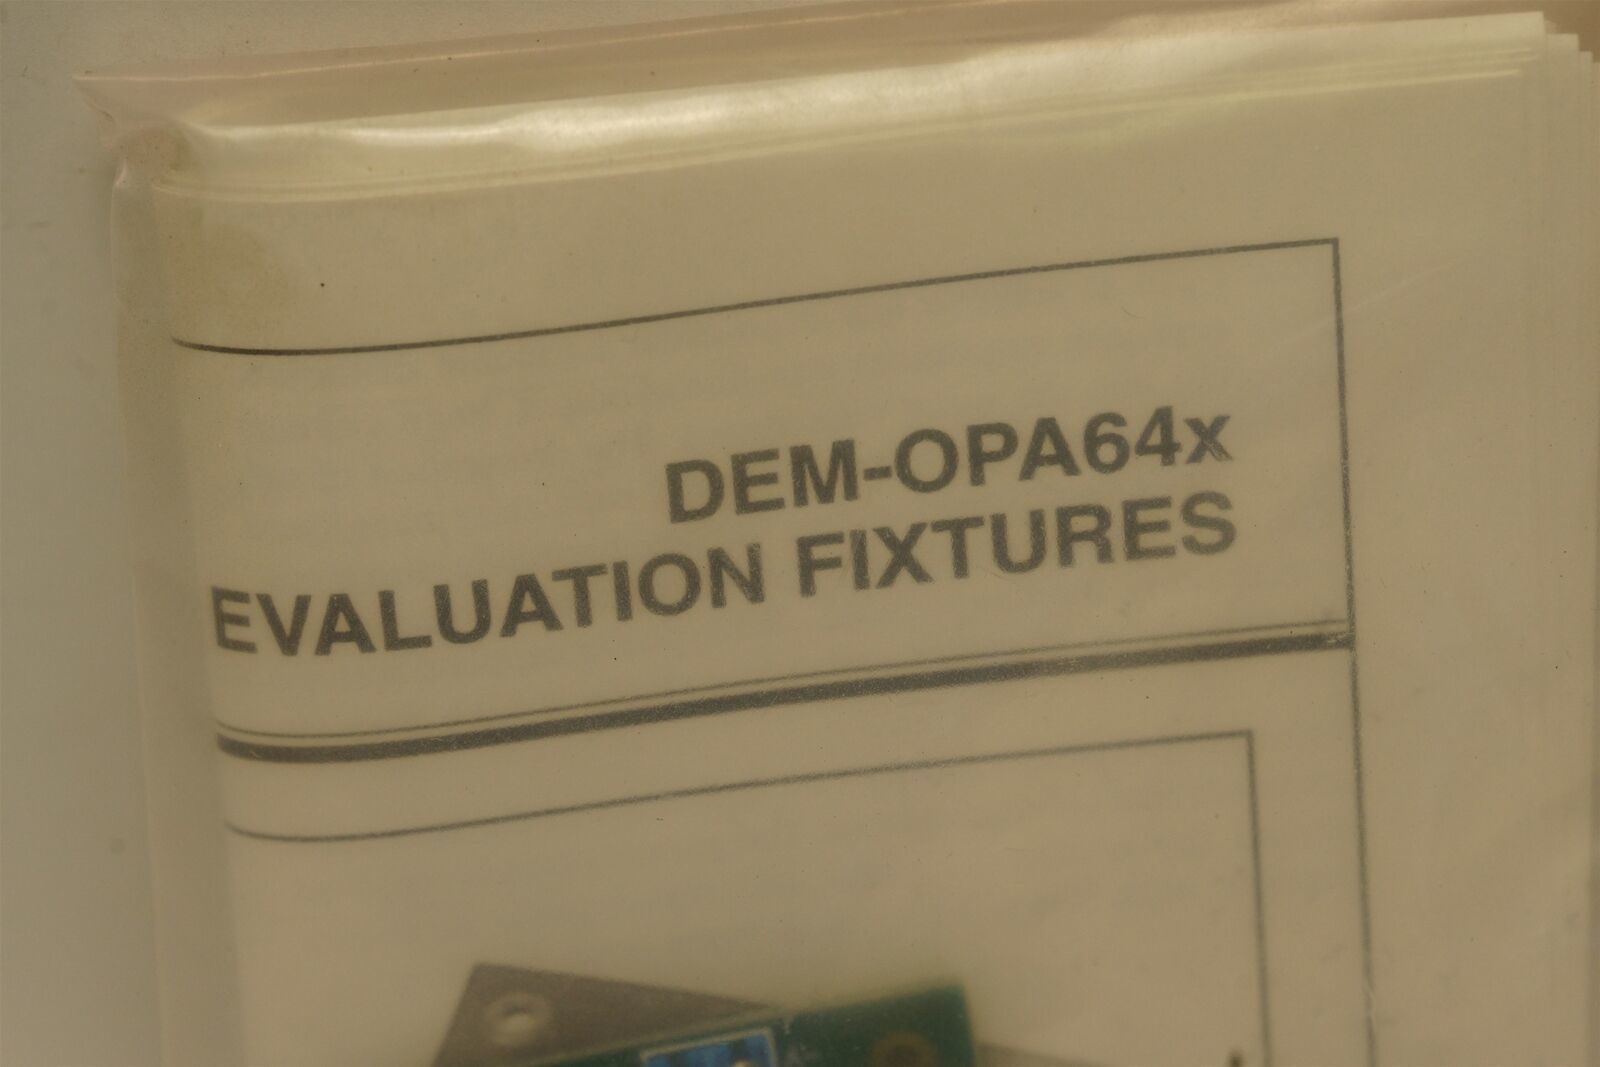 DEM-OPA64x
EVALUATION FIXTURES